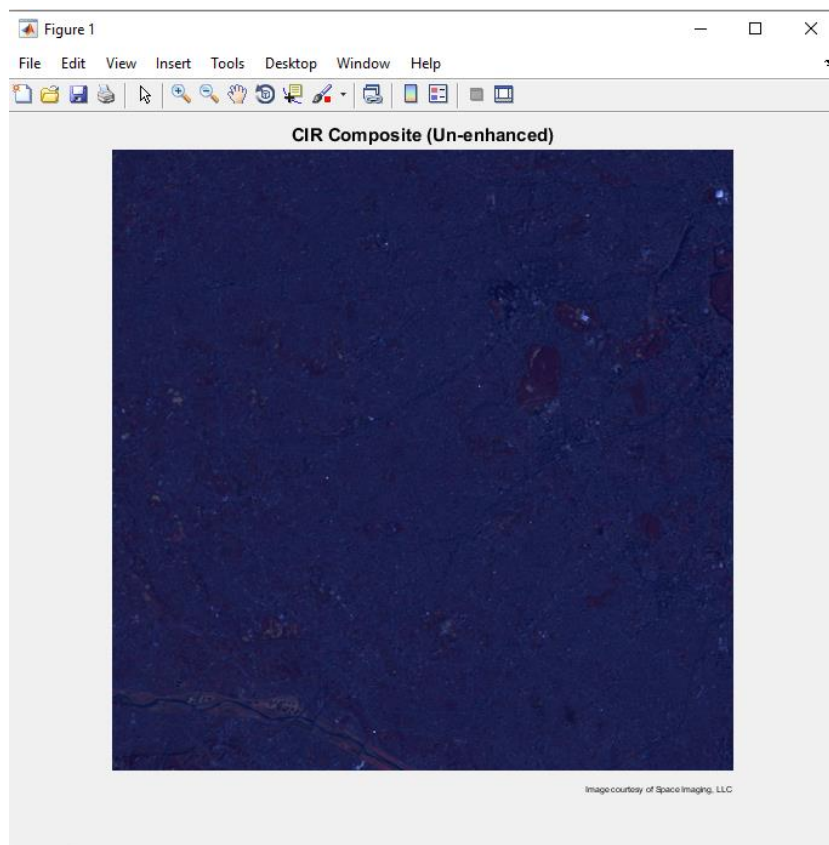 Figure 1
File Edit View Insert Tools Desktop Window Help
CIR Composite (Un-enhanced)
Image courtesy of Space Imaging, LLC